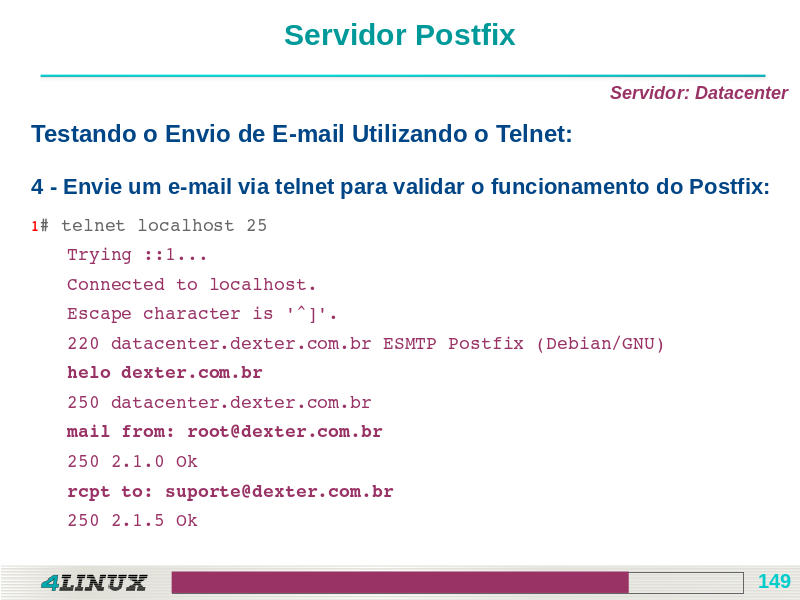 Servidor Postfix
Servidor: Datacenter
Testando o Envio de E-mail Utilizando o Telnet:
4 - Envie um e-mail via telnet para validar o funcionamento do Postfix:
1# telnet localhost 25
Trying ::1...
Connected to localhost.
Escape character is '^]'.
220 datacenter.dexter.com.br ESMTP Postfix (Debian/GNU)
helo dexter.com.br
250 datacenter.dexter.com.br
mail from: root@dexter.com.br
250 2.1.0 Ok
rcpt to: suporte@dexter.com.br
250 2.1.5 Ok
4LINUX
149